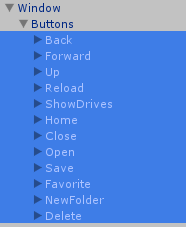 Window
Buttons
Back
Forward
Up
Reload
ShowDrives
Home
Close
Open
Save
Favorite
NewFolder
Delete